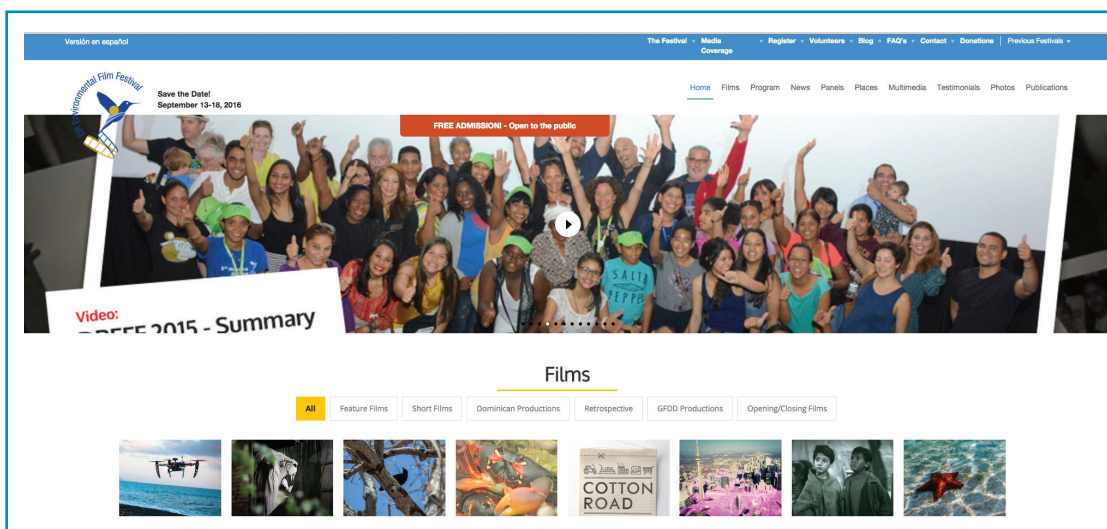 Versión en español
The Festival
Media Coverage
Register
Volunteers
Blog
FAQ's
Contact
Donations
Previous Festivals
DR Environmental Film Festival
Save the Date!
September 13-18, 2016
Home Films Program News Panels Places Multimedia Testimonials Photos Publications
FREE ADMISSION! - Open to the public
SALT &
PEPPE
Video:
DREFF 2015 - Summary
Films
All Feature Films Short Films Dominican Productions Retrospective GFDD Productions Opening/Closing Films
COTTON
ROAD